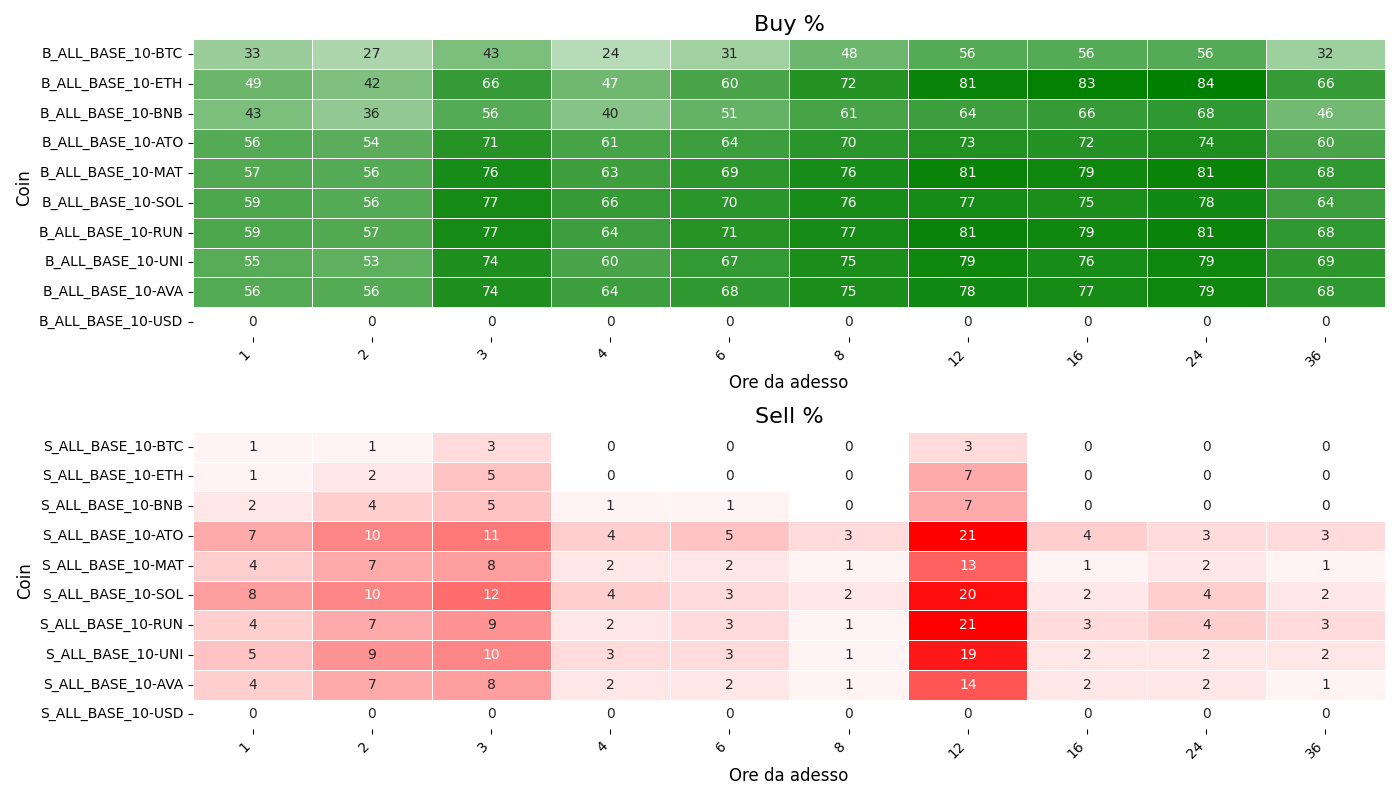 Buy %
B_ALL_BASE_10-BTC 33 27 43 24 31 48 56 56 56 32
B_ALL_BASE_10-ETH 49 42 66 47 60 72 81 83 84 66
B_ALL_BASE_10-BNB 43 36 56 40 51 61 64 66 68 46
B_ALL_BASE_10-ATO 56 54 71 61 64 70 73 72 74 60
B_ALL_BASE_10-MAT 57 56 76 63 69 76 81 79 81 68
B_ALL_BASE_10-SOL 59 56 77 66 70 76 77 75 78 64
B_ALL_BASE_10-RUN 59 57 77 64 71 77 81 79 81 68
B_ALL_BASE_10-UNI 55 53 74 60 67 75 79 76 79 69
B_ALL_BASE_10-AVA 56 56 74 64 68 75 78 77 79 68
B_ALL_BASE_10-USD 0 0 0 0 0 0 0 0 0 0
Coin
1 2 3 4 6 8 12 16 24 36
Ore da adesso
Sell %
S_ALL_BASE_10-BTC 1 1 3 0 0 0 3 0 0 0
S_ALL_BASE_10-ETH 1 2 5 0 0 0 7 0 0 0
S_ALL_BASE_10-BNB 2 4 5 1 1 0 7 0 0 0
S_ALL_BASE_10-ATO 7 10 11 4 5 3 21 4 3 3
S_ALL_BASE_10-MAT 4 7 8 2 2 1 13 1 2 1
S_ALL_BASE_10-SOL 8 10 12 4 3 2 20 2 4 2
S_ALL_BASE_10-RUN 4 7 9 2 3 1 21 3 4 3
S_ALL_BASE_10-UNI 5 9 10 3 3 1 19 2 2 2
S_ALL_BASE_10-AVA 4 7 8 2 2 1 14 2 2 1
S_ALL_BASE_10-USD 0 0 0 0 0 0 0 0 0 0
Coin
1 2 3 4 6 8 12 16 24 36
Ore da adesso